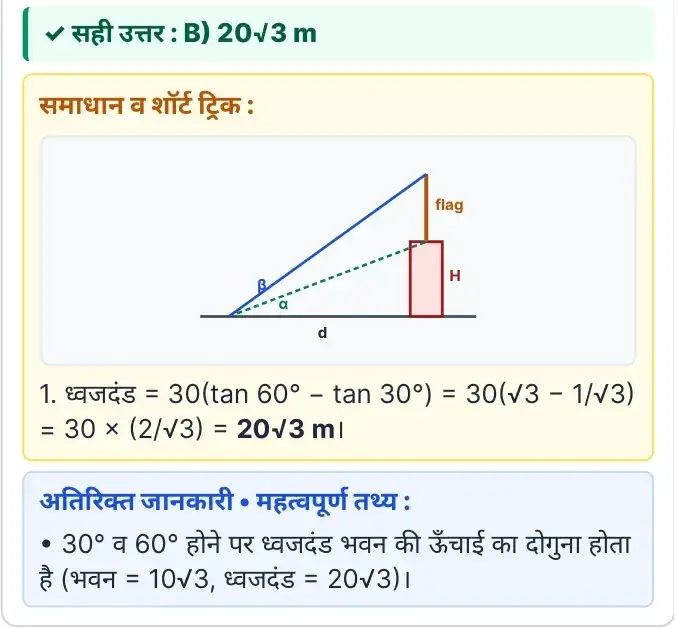 ✓ सही उत्तर : B) 20√3 m
समाधान व शॉर्ट ट्रिक :
flag
β
H
α
d
1. ध्वजदंड = 30(tan 60° − tan 30°) = 30(√3 − 1/√3)
= 30 × (2/√3) = 20√3 m।
अतिरिक्त जानकारी • महत्वपूर्ण तथ्य :
• 30° व 60° होने पर ध्वजदंड भवन की ऊँचाई का दोगुना होता
है (भवन = 10√3, ध्वजदंड = 20√3)।